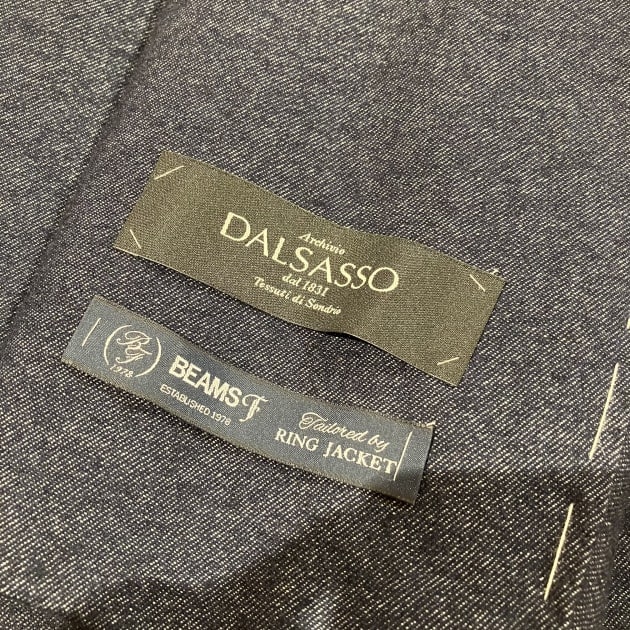 Archivio
DALSASSO
dal 1831
Tessuti di Sondrio
BF
1978
BEAMS F
ESTABLISHED 1978
Tailored by
RING JACKET